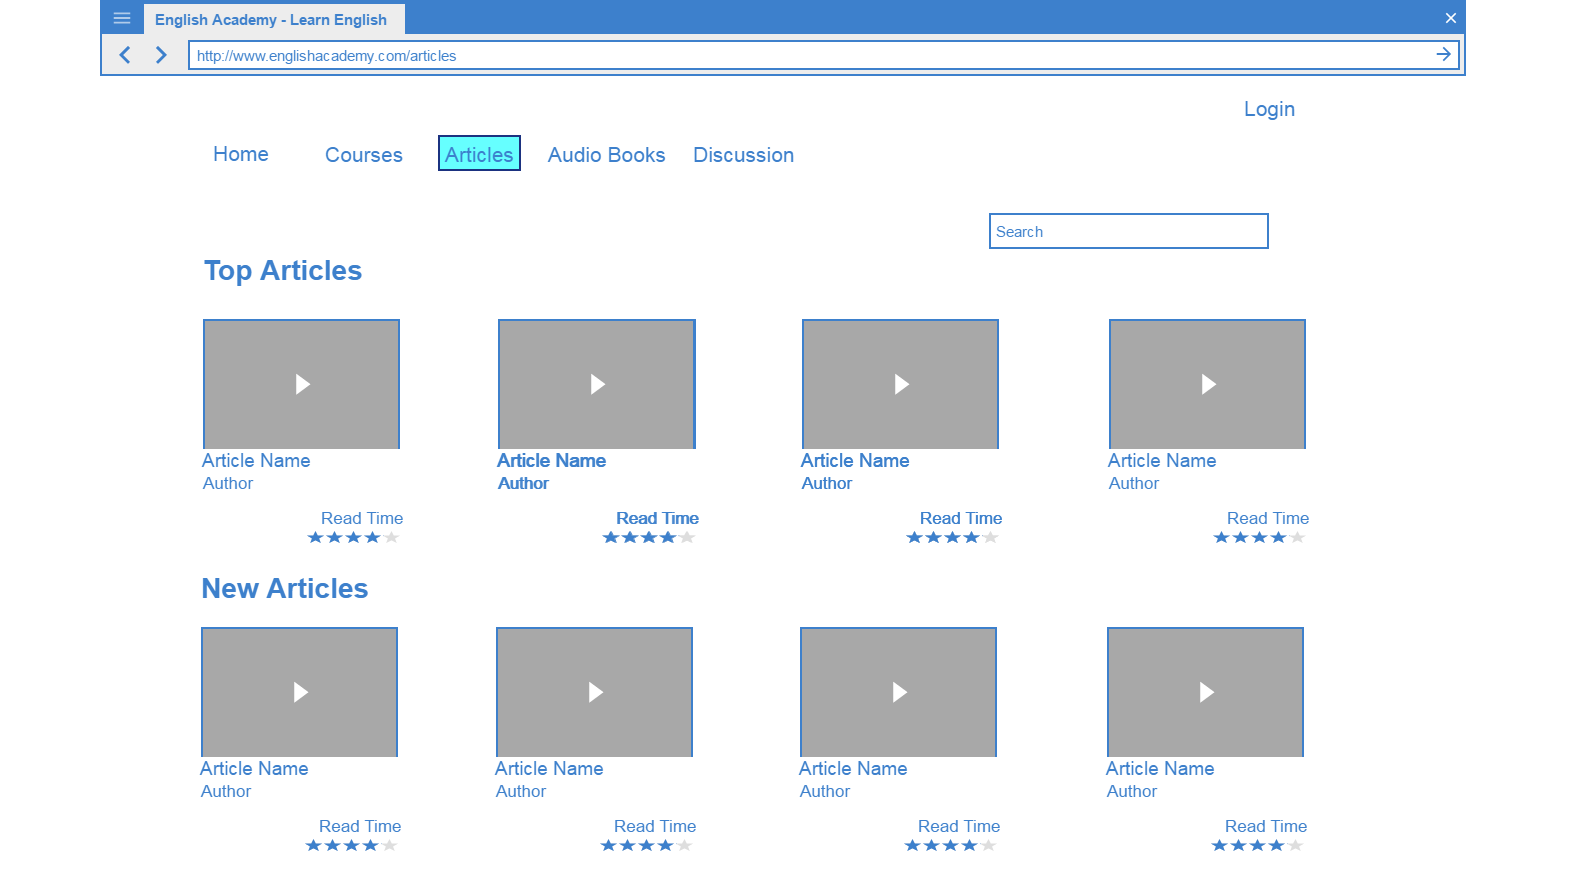 English Academy - Learn English
http://www.englishacademy.com/articles
Login
Home Courses Articles Audio Books Discussion
Search
Top Articles
Article Name Article Name Article Name Article Name
Author Author Author Author
Read Time Read Time Read Time Read Time
New Articles
Article Name Article Name Article Name Article Name
Author Author Author Author
Read Time Read Time Read Time Read Time